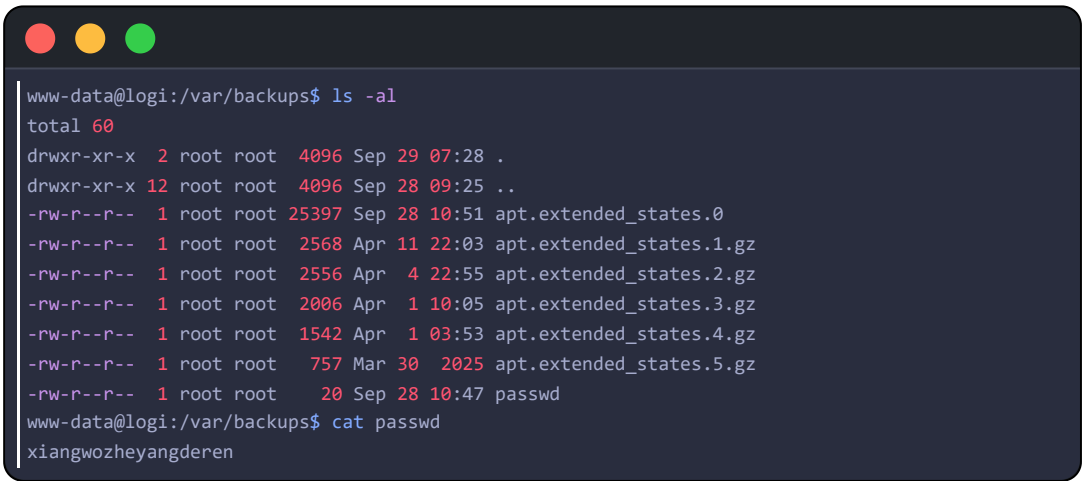 www-data@logi:/var/backups$ ls -al
total 60
drwxr-xr-x  2 root root  4096 Sep 29 07:28 .
drwxr-xr-x 12 root root  4096 Sep 28 09:25 ..
-rw-r--r--  1 root root 25397 Sep 28 10:51 apt.extended_states.0
-rw-r--r--  1 root root  2568 Apr 11 22:03 apt.extended_states.1.gz
-rw-r--r--  1 root root  2556 Apr  4 22:55 apt.extended_states.2.gz
-rw-r--r--  1 root root  2006 Apr  1 10:05 apt.extended_states.3.gz
-rw-r--r--  1 root root  1542 Apr  1 03:53 apt.extended_states.4.gz
-rw-r--r--  1 root root   757 Mar 30  2025 apt.extended_states.5.gz
-rw-r--r--  1 root root    20 Sep 28 10:47 passwd
www-data@logi:/var/backups$ cat passwd
xiangwozheyangderen